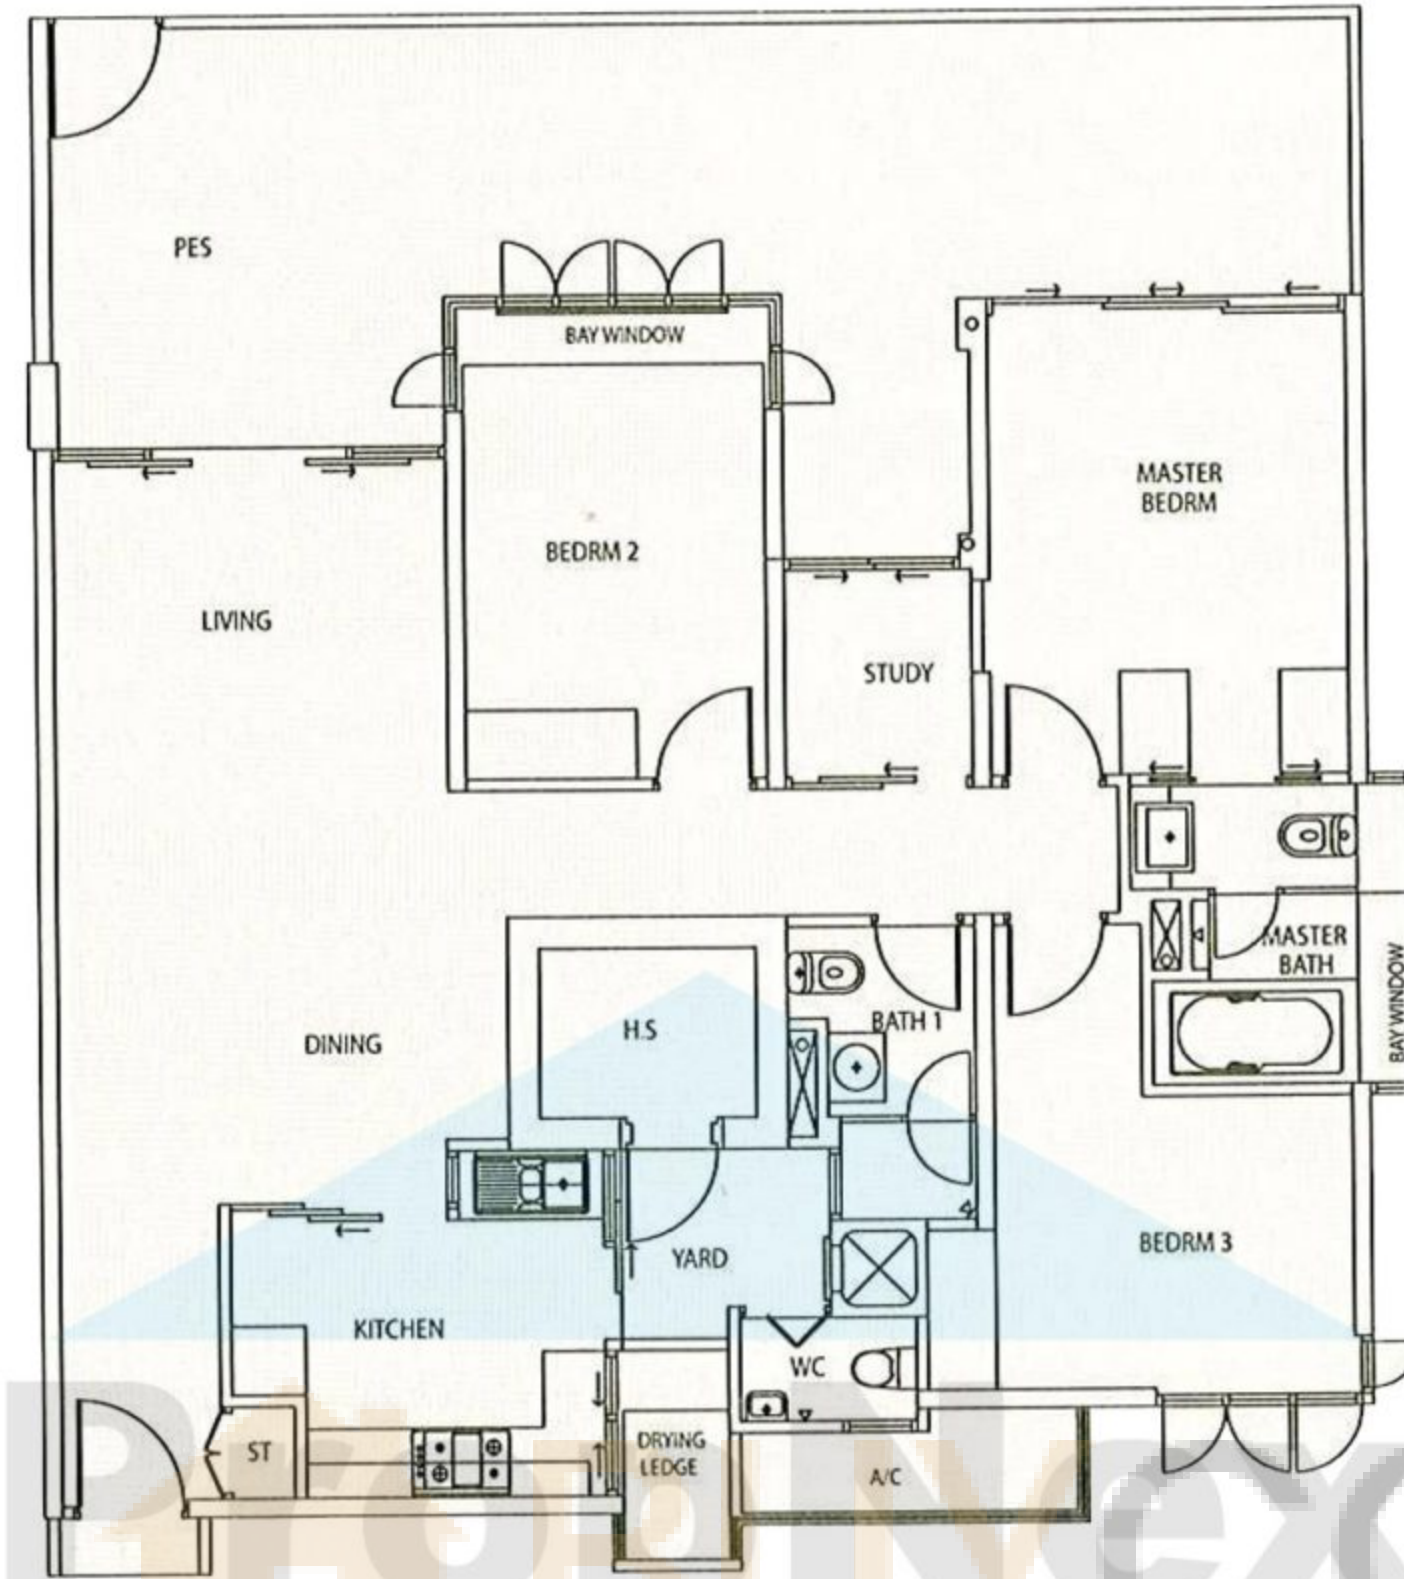 PES
BAY WINDOW
MASTER
BEDRM
BEDRM 2
LIVING
STUDY
MASTER
BATH
BAY WINDOW
BATH 1
H.S
DINING
BEDRM 3
YARD
KITCHEN
WC
ST
DRYING
LEDGE
A/C
PropNex